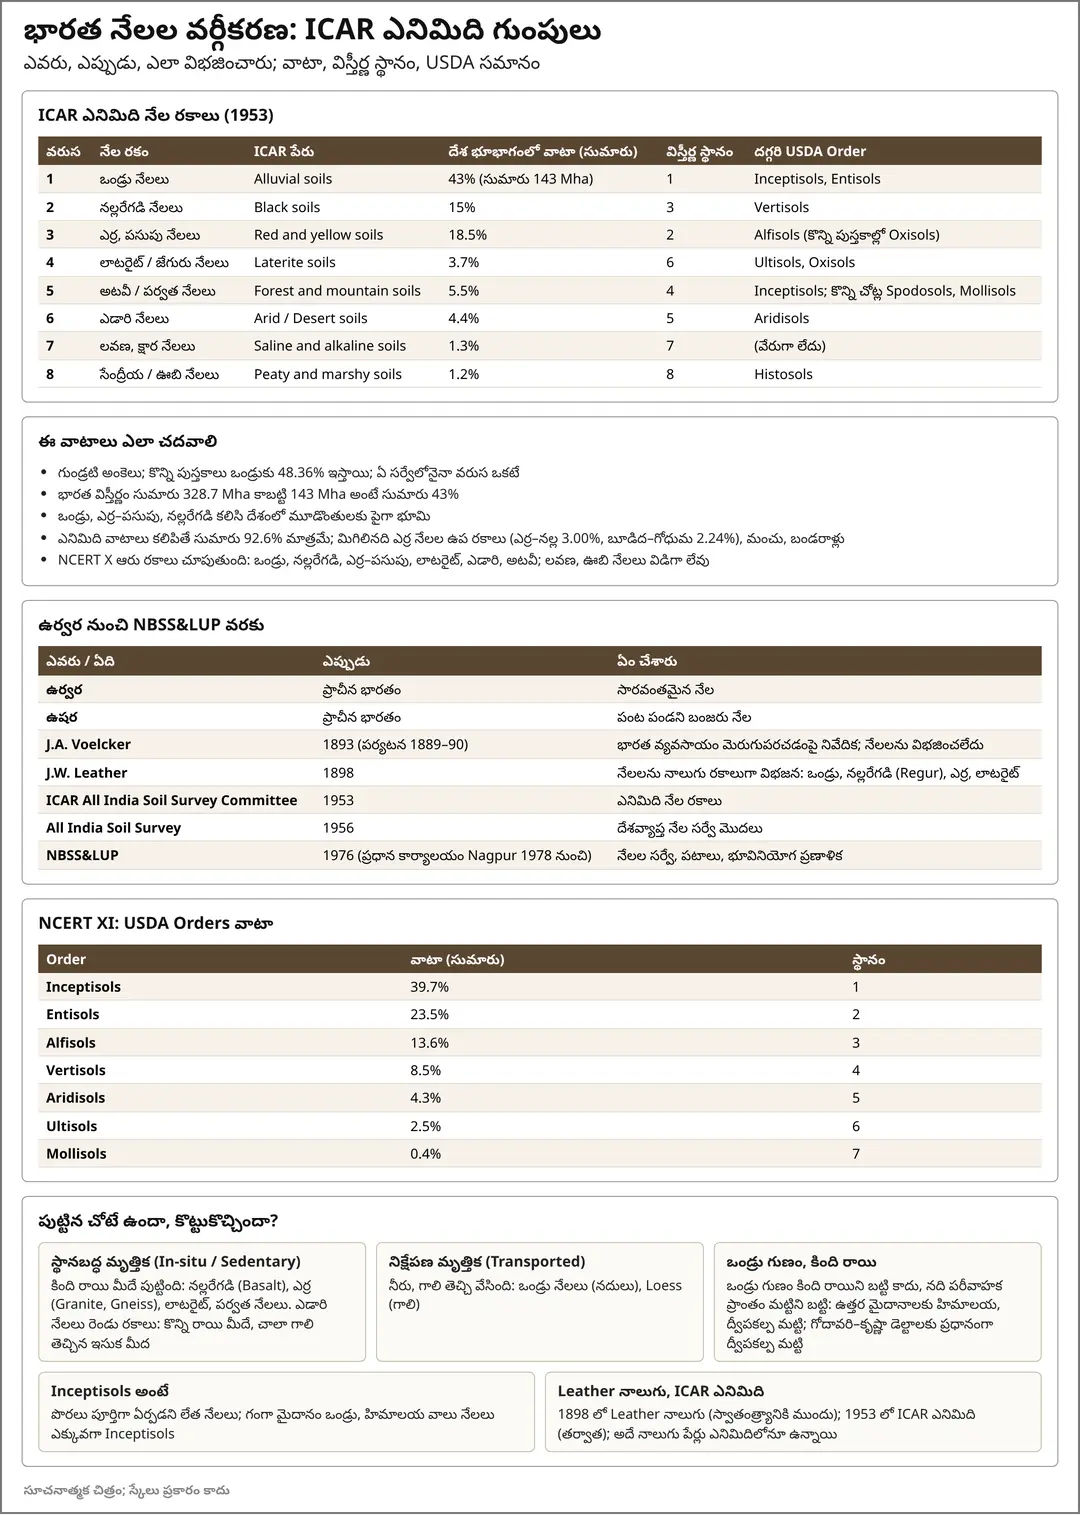 భారత నేలల వర్గీకరణ: ICAR ఎనిమిది గుంపులు
ఎవరు, ఎప్పుడు, ఎలా విభజించారు; వాటా, విస్తీర్ణ స్థానం, USDA సమానం
ICAR ఎనిమిది నేల రకాలు (1953)
వరుస నేల రకం ICAR పేరు దేశ భూభాగంలో వాటా (సుమారు) విస్తీర్ణ స్థానం దగ్గరి USDA Order
1 ఒండ్రు నేలలు Alluvial soils 43% (సుమారు 143 Mha) 1 Inceptisols, Entisols
2 నల్లరేగడి నేలలు Black soils 15% 3 Vertisols
3 ఎర్ర, పసుపు నేలలు Red and yellow soils 18.5% 2 Alfisols (కొన్ని పుస్తకాల్లో Oxisols)
4 లాటరైట్ / జేగురు నేలలు Laterite soils 3.7% 6 Ultisols, Oxisols
5 అటవీ / పర్వత నేలలు Forest and mountain soils 5.5% 4 Inceptisols; కొన్ని చోట్ల Spodosols, Mollisols
6 ఎడారి నేలలు Arid / Desert soils 4.4% 5 Aridisols
7 లవణ, క్షార నేలలు Saline and alkaline soils 1.3% 7 (వేరుగా లేదు)
8 సేంద్రీయ / ఊబి నేలలు Peaty and marshy soils 1.2% 8 Histosols
ఈ వాటాలు ఎలా చదవాలి
• గుండ్రటి అంకెలు; కొన్ని పుస్తకాలు ఒండ్రుకు 48.36% ఇస్తాయి; ఏ సర్వేలోనైనా వరుస ఒకటే
• భారత విస్తీర్ణం సుమారు 328.7 Mha కాబట్టి 143 Mha అంటే సుమారు 43%
• ఒండ్రు, ఎర్ర–పసుపు, నల్లరేగడి కలిసి దేశంలో మూడొంతులకు పైగా భూమి
• ఎనిమిది వాటాలు కలిపితే సుమారు 92.6% మాత్రమే; మిగిలినది ఎర్ర నేలల ఉప రకాలు (ఎర్ర–నల్ల 3.00%, బూడిద–గోధుమ 2.24%), మంచు, బండరాళ్లు
• NCERT X ఆరు రకాలు చూపుతుంది: ఒండ్రు, నల్లరేగడి, ఎర్ర–పసుపు, లాటరైట్, ఎడారి, అటవీ; లవణ, ఊబి నేలలు విడిగా లేవు
ఉర్వర నుంచి NBSS&LUP వరకు
ఎవరు / ఏది ఎప్పుడు ఏం చేశారు
ఉర్వర ప్రాచీన భారతం సారవంతమైన నేల
ఉషర ప్రాచీన భారతం పంట పండని బంజరు నేల
J.A. Voelcker 1893 (పర్యటన 1889–90) భారత వ్యవసాయం మెరుగుపరచడంపై నివేదిక; నేలలను విభజించలేదు
J.W. Leather 1898 నేలలను నాలుగు రకాలుగా విభజన: ఒండ్రు, నల్లరేగడి (Regur), ఎర్ర, లాటరైట్
ICAR All India Soil Survey Committee 1953 ఎనిమిది నేల రకాలు
All India Soil Survey 1956 దేశవ్యాప్త నేల సర్వే మొదలు
NBSS&LUP 1976 (ప్రధాన కార్యాలయం Nagpur 1978 నుంచి) నేలల సర్వే, పటాలు, భూవినియోగ ప్రణాళిక
NCERT XI: USDA Orders వాటా
Order వాటా (సుమారు) స్థానం
Inceptisols 39.7% 1
Entisols 23.5% 2
Alfisols 13.6% 3
Vertisols 8.5% 4
Aridisols 4.3% 5
Ultisols 2.5% 6
Mollisols 0.4% 7
పుట్టిన చోటే ఉందా, కొట్టుకొచ్చిందా?
స్థానబద్ధ మృత్తిక (In-situ / Sedentary)
కింది రాయి మీదే పుట్టింది: నల్లరేగడి (Basalt), ఎర్ర
(Granite, Gneiss), లాటరైట్, పర్వత నేలలు. ఎడారి
నేలలు రెండు రకాలు: కొన్ని రాయి మీదే, చాలా గాలి
తెచ్చిన ఇసుక మీద
నిక్షేపణ మృత్తిక (Transported)
నీరు, గాలి తెచ్చి వేసింది: ఒండ్రు నేలలు (నదులు), Loess
(గాలి)
ఒండ్రు గుణం, కింది రాయి
ఒండ్రు గుణం కింది రాయిని బట్టి కాదు, నది పరీవాహక
ప్రాంతం మట్టిని బట్టి: ఉత్తర మైదానాలకు హిమాలయ,
ద్వీపకల్ప మట్టి; గోదావరి–కృష్ణా డెల్టాలకు ప్రధానంగా
ద్వీపకల్ప మట్టి
Inceptisols అంటే
పొరలు పూర్తిగా ఏర్పడని లేత నేలలు; గంగా మైదానం ఒండ్రు, హిమాలయ వాలు నేలలు
ఎక్కువగా Inceptisols
Leather నాలుగు, ICAR ఎనిమిది
1898 లో Leather నాలుగు (స్వాతంత్ర్యానికి ముందు); 1953 లో ICAR ఎనిమిది
(తర్వాత); అదే నాలుగు పేర్లు ఎనిమిదిలోనూ ఉన్నాయి
సూచనాత్మక చిత్రం; స్కేలు ప్రకారం కాదు